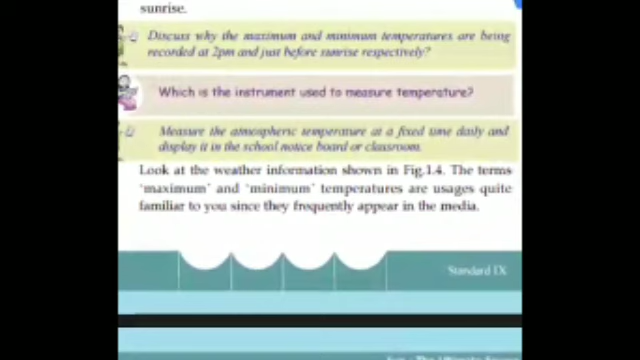 sunrise.
Discuss why the maximum and minimum temperatures are being
recorded at 2pm and just before sunrise respectively?
Which is the instrument used to measure temperature?
Measure the atmospheric temperature at a fixed time daily and
display it in the school notice board or classroom.
Look at the weather information shown in Fig.1.4. The terms
'maximum' and 'minimum' temperatures are usages quite
familiar to you since they frequently appear in the media.
Standard IX
The Ultimate